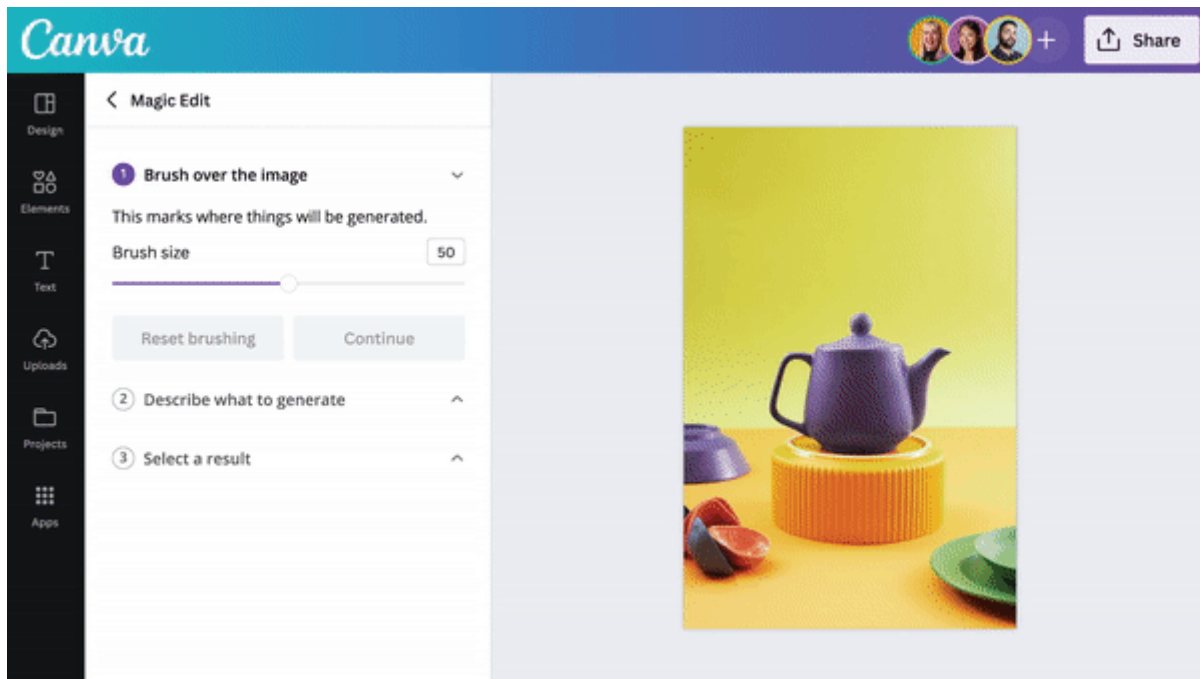 Canva
Share
Design
Elements
Text
Uploads
Projects
Apps
Magic Edit
1 Brush over the image
This marks where things will be generated.
Brush size 50
Reset brushing Continue
2 Describe what to generate
3 Select a result